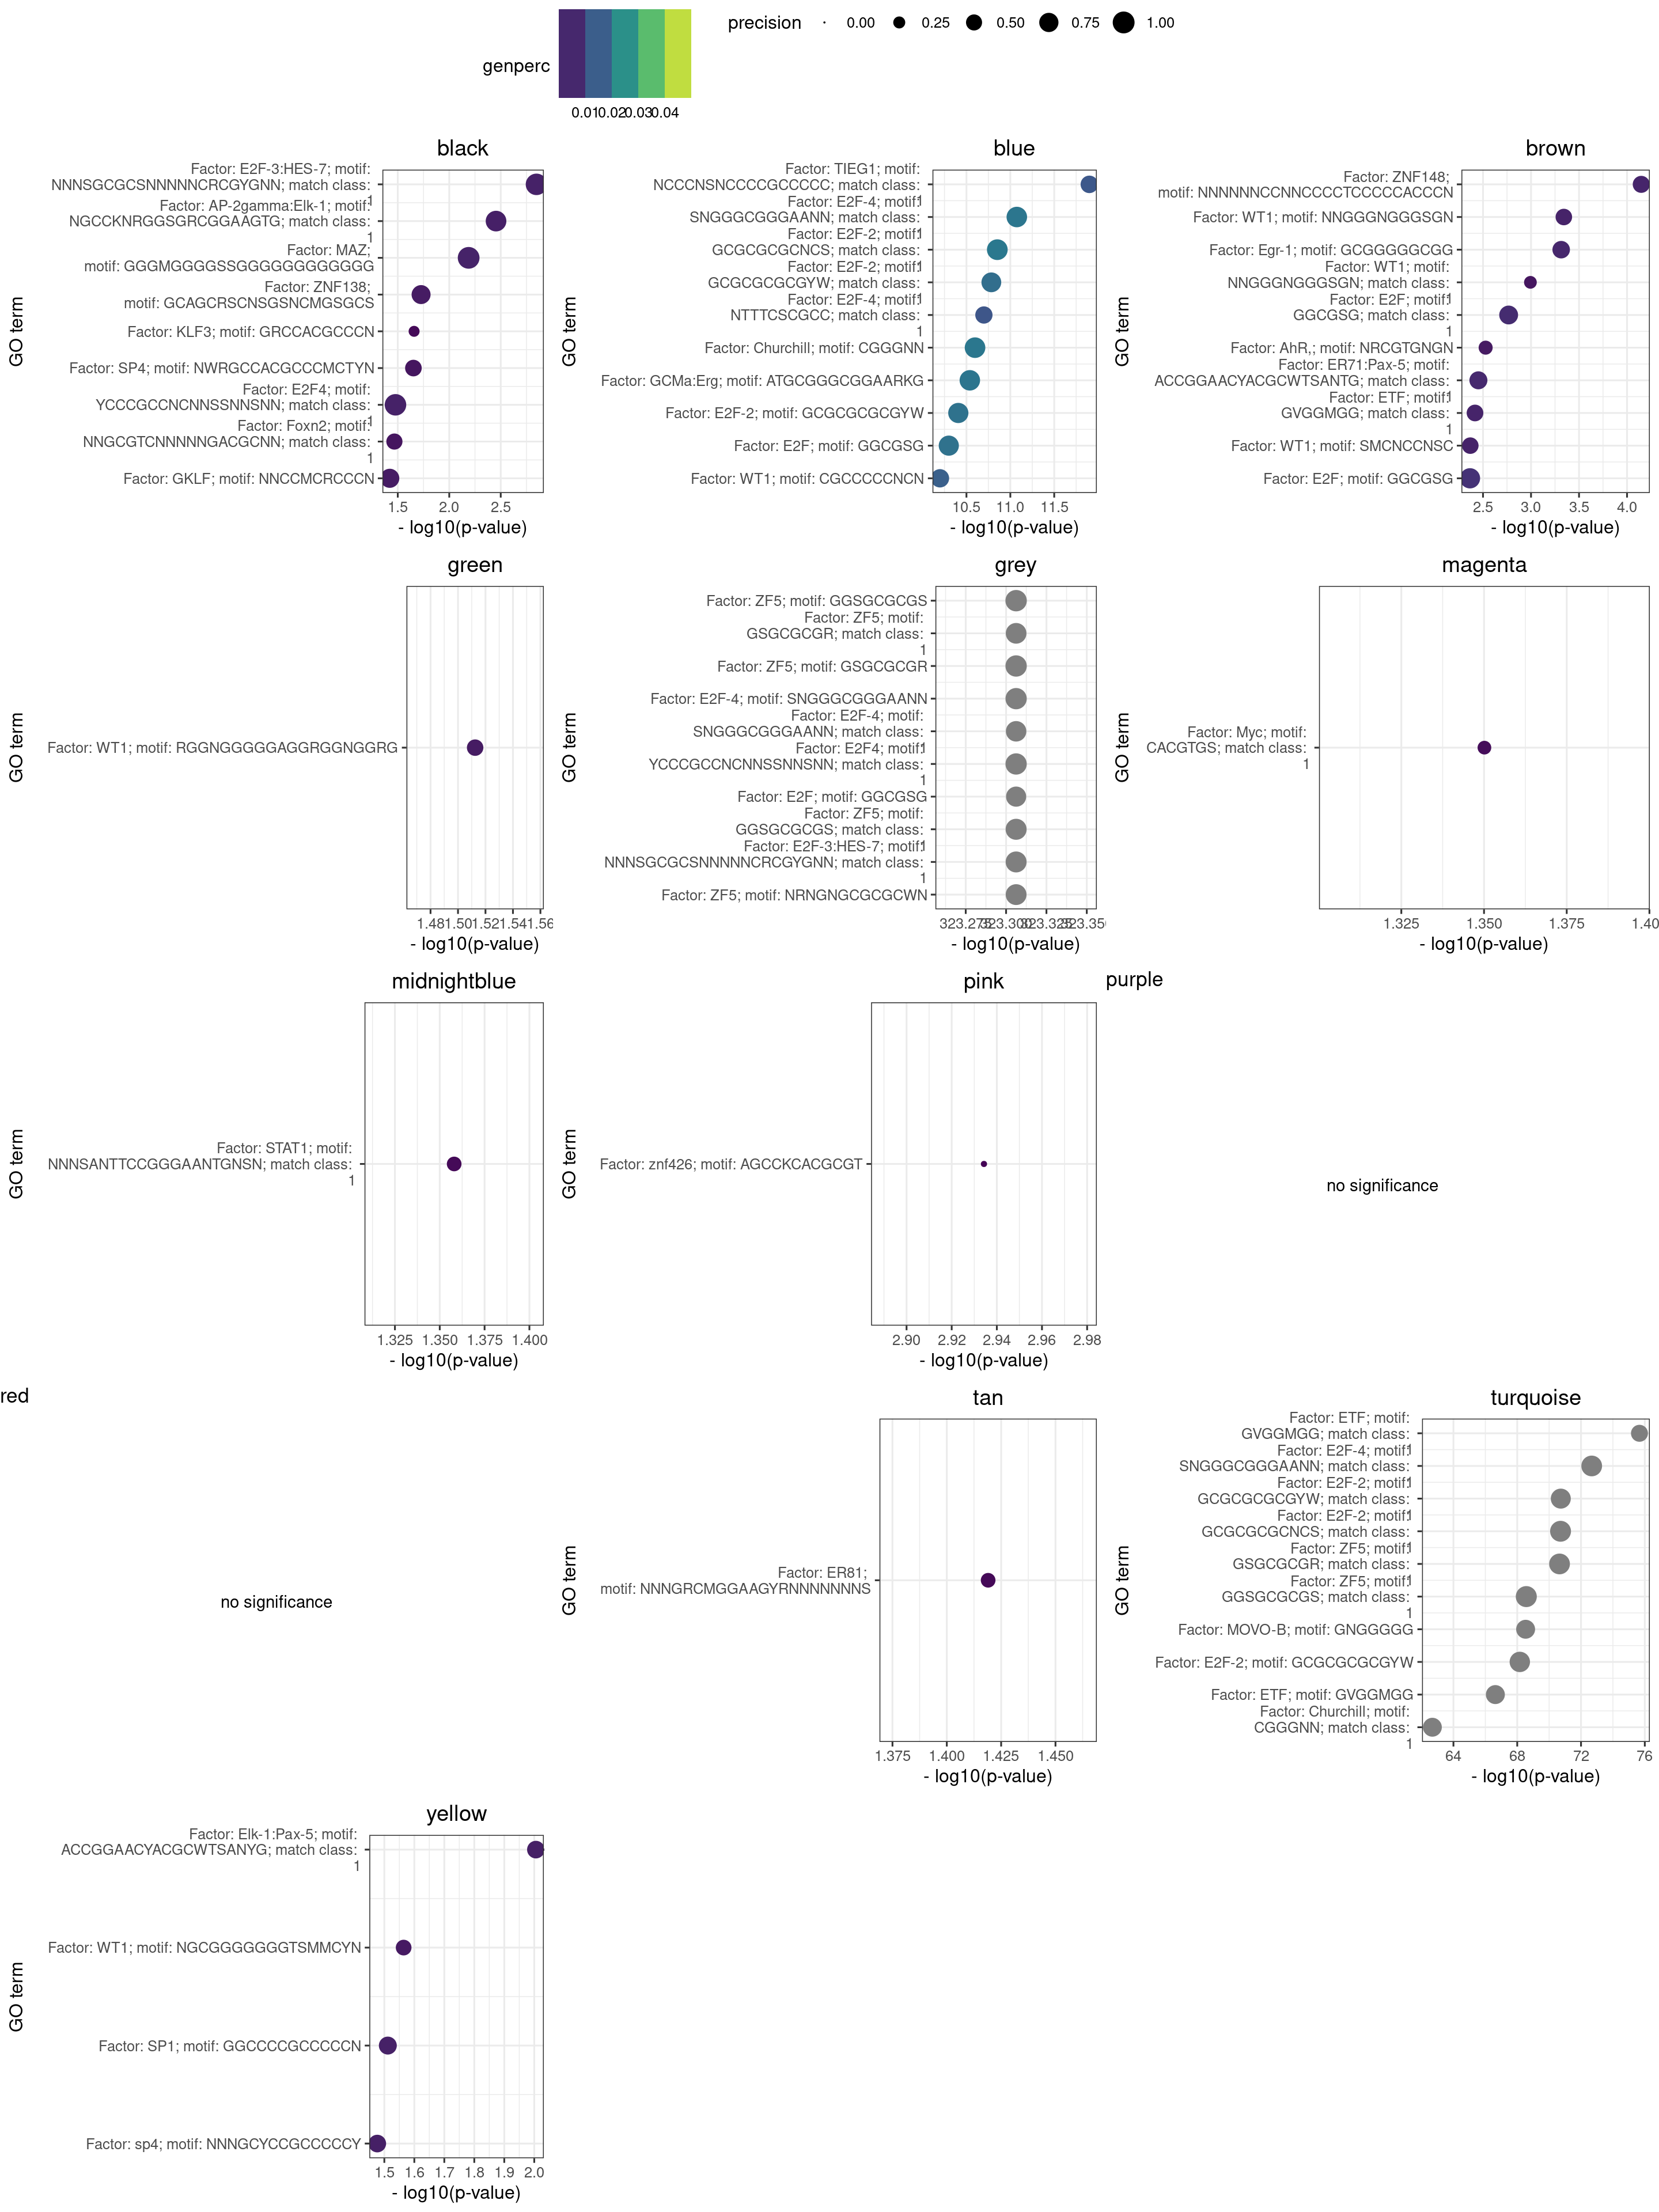 precision 0.00 0.25 0.50 0.75 1.00
genperc
0.01 0.02 0.03 0.04
black
Factor: E2F-3:HES-7; motif:
NNNSGCGCSNNNNNCRCGYGNN; match class:
1
Factor: AP-2gamma:Elk-1; motif:
NGCCKNRGGSGRCGGAAGTG; match class:
1
Factor: MAZ;
motif: GGGMGGGGSSGGGGGGGGGGGG
Factor: ZNF138;
motif: GCAGCRSCNSGSNCMGSGCS
Factor: KLF3; motif: GRCCACGCCCN
Factor: SP4; motif: NWRGCCACGCCCMCTYN
Factor: E2F4; motif:
YCCCGCCNCNNSSNNSNN; match class:
1
Factor: Foxn2; motif:
NNGCGTCNNNNNGACGCNN; match class:
1
Factor: GKLF; motif: NNCCMCRCCCN
GO term
1.5 2.0 2.5
- log10(p-value)
blue
Factor: TIEG1; motif:
NCCCNSNCCCCGCCCCC; match class:
1
Factor: E2F-4; motif:
SNGGGCGGGAANN; match class:
1
Factor: E2F-2; motif:
GCGCGCGCNCS; match class:
1
Factor: E2F-2; motif:
GCGCGCGCGYW; match class:
1
Factor: E2F-4; motif:
NTTTCSCGCC; match class:
1
Factor: Churchill; motif: CGGGNN
Factor: GCMa:Erg; motif: ATGCGGGCGGAARKG
Factor: E2F-2; motif: GCGCGCGCGYW
Factor: E2F; motif: GGCGSG
Factor: WT1; motif: CGCCCCCNCN
GO term
10.5 11.0 11.5
- log10(p-value)
brown
Factor: ZNF148;
motif: NNNNNNCCNNCCCCTCCCCCACCCN
Factor: WT1; motif: NNGGGNGGGSGN
Factor: Egr-1; motif: GCGGGGGCGG
Factor: WT1; motif:
NNGGGNGGGSGN; match class:
1
Factor: E2F; motif:
GGCGSG; match class:
1
Factor: AhR,; motif: NRCGTGNGN
Factor: ER71:Pax-5; motif:
ACCGGAACYACGCWTSANTG; match class:
1
Factor: ETF; motif:
GVGGMGG; match class:
1
Factor: WT1; motif: SMCNCCNSC
Factor: E2F; motif: GGCGSG
GO term
2.5 3.0 3.5 4.0
- log10(p-value)
green
Factor: WT1; motif: RGGNGGGGGAGGRGGNGGRG
GO term
1.48 1.50 1.52 1.54 1.56
- log10(p-value)
grey
Factor: ZF5; motif: GGSGCGCGS
Factor: ZF5; motif:
GSGCGCGR; match class:
1
Factor: ZF5; motif: GSGCGCGR
Factor: E2F-4; motif: SNGGGCGGGAANN
Factor: E2F-4; motif:
SNGGGCGGGAANN; match class:
1
Factor: E2F4; motif:
YCCCGCCNCNNSSNNSNN; match class:
1
Factor: E2F; motif: GGCGSG
Factor: ZF5; motif:
GGSGCGCGS; match class:
1
Factor: E2F-3:HES-7; motif:
NNNSGCGCSNNNNNCRCGYGNN; match class:
1
Factor: ZF5; motif: NRNGNGCGCGCWN
GO term
323.275 323.300 323.325 323.350
- log10(p-value)
magenta
Factor: Myc; motif:
CACGTGS; match class:
1
GO term
1.325 1.350 1.375 1.40
- log10(p-value)
midnightblue
Factor: STAT1; motif:
NNNSANTTCCGGGAANTGNSN; match class:
1
GO term
1.325 1.350 1.375 1.400
- log10(p-value)
pink
Factor: znf426; motif: AGCCKCACGCGT
GO term
2.90 2.92 2.94 2.96 2.98
- log10(p-value)
purple
no significance
red
no significance
tan
Factor: ER81;
motif: NNNGRCMGGAAGYRNNNNNNNS
GO term
1.375 1.400 1.425 1.450
- log10(p-value)
turquoise
Factor: ETF; motif:
GVGGMGG; match class:
1
Factor: E2F-4; motif:
SNGGGCGGGAANN; match class:
1
Factor: E2F-2; motif:
GCGCGCGCGYW; match class:
1
Factor: E2F-2; motif:
GCGCGCGCNCS; match class:
1
Factor: ZF5; motif:
GSGCGCGR; match class:
1
Factor: ZF5; motif:
GGSGCGCGS; match class:
1
Factor: MOVO-B; motif: GNGGGGG
Factor: E2F-2; motif: GCGCGCGCGYW
Factor: ETF; motif: GVGGMGG
Factor: Churchill; motif:
CGGGNN; match class:
1
GO term
64 68 72 76
- log10(p-value)
yellow
Factor: Elk-1:Pax-5; motif:
ACCGGAACYACGCWTSANYG; match class:
1
Factor: WT1; motif: NGCGGGGGGGTSMMCYN
Factor: SP1; motif: GGCCCCGCCCCCN
Factor: sp4; motif: NNNGCYCCGCCCCCY
GO term
1.5 1.6 1.7 1.8 1.9 2.0
- log10(p-value)